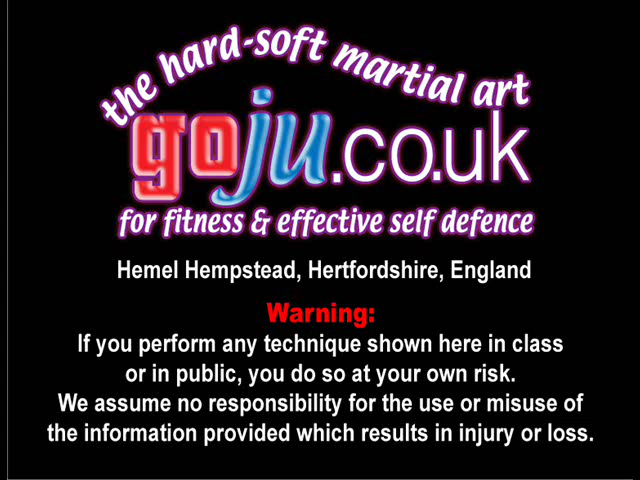 the hard-soft martial art
goju.co.uk
for fitness & effective self defence
Hemel Hempstead, Hertfordshire, England
Warning:
If you perform any technique shown here in class
or in public, you do so at your own risk.
We assume no responsibility for the use or misuse of
the information provided which results in injury or loss.